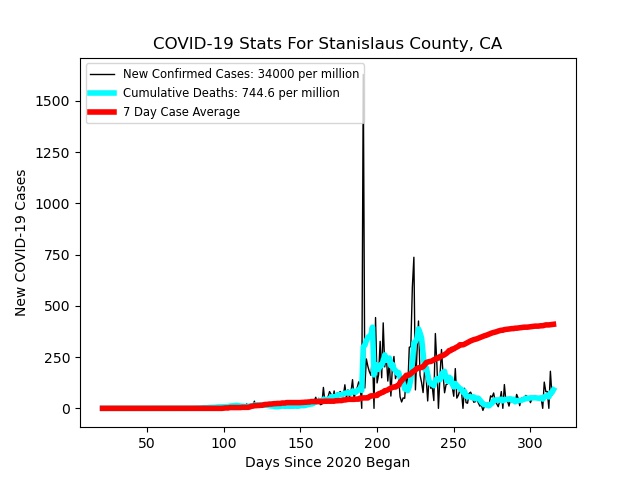 COVID-19 Stats For Stanislaus County, CA
New Confirmed Cases: 34000 per million
Cumulative Deaths: 744.6 per million
7 Day Case Average
New COVID-19 Cases
1500
1250
1000
750
500
250
0
50 100 150 200 250 300
Days Since 2020 Began